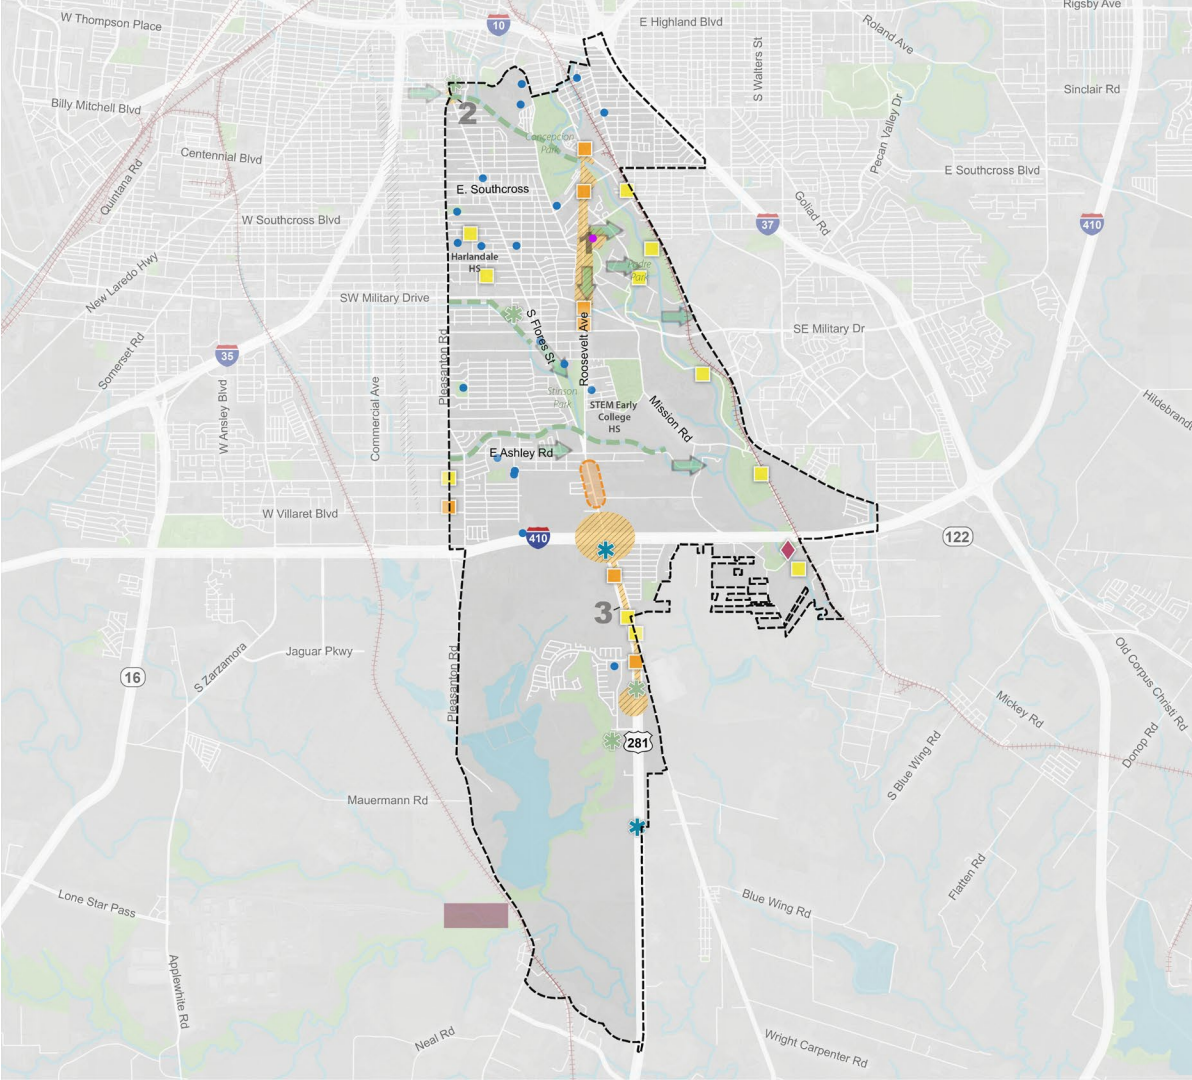 W Thompson Place
10
E Highland Blvd
Rigsby Ave
Roland Ave
S Walters St
Sinclair Rd
Billy Mitchell Blvd
2
Pecan Valley Dr
Concepcion
Park
Centennial Blvd
Quintana Rd
E Southcross Blvd
E. Southcross
Goliad Rd
W Southcross Blvd
37
410
1
Harlandale
HS
Padre
Park
New Laredo Hwy
SW Military Drive
S Flores St
Roosevelt Ave
SE Military Dr
Somerset Rd
35
Pleasanton Rd
Commercial Ave
W Ansley Blvd
Stinson
Park
STEM Early
College
HS
Mission Rd
Hildebrand
E Ashley Rd
W Villaret Blvd
410
122
3
Jaguar Pkwy
S Zarzamora
16
Pleasanton Rd
Old Corpus Christi Rd
Mickey Rd
281
S Blue Wing Rd
Donop Rd
Mauermann Rd
Flatten Rd
Lone Star Pass
Blue Wing Rd
Applewhite Rd
Neal Rd
Wright Carpenter Rd